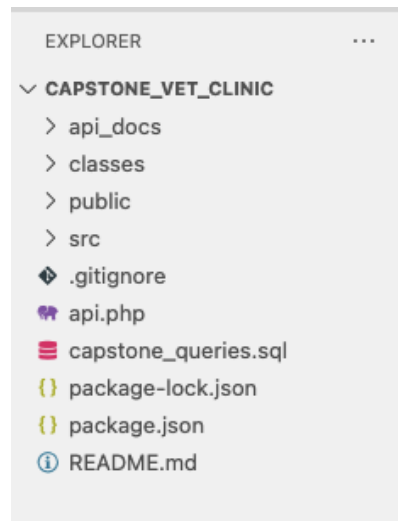 EXPLORER
CAPSTONE_VET_CLINIC
api_docs
classes
public
src
.gitignore
api.php
capstone_queries.sql
package-lock.json
package.json
README.md